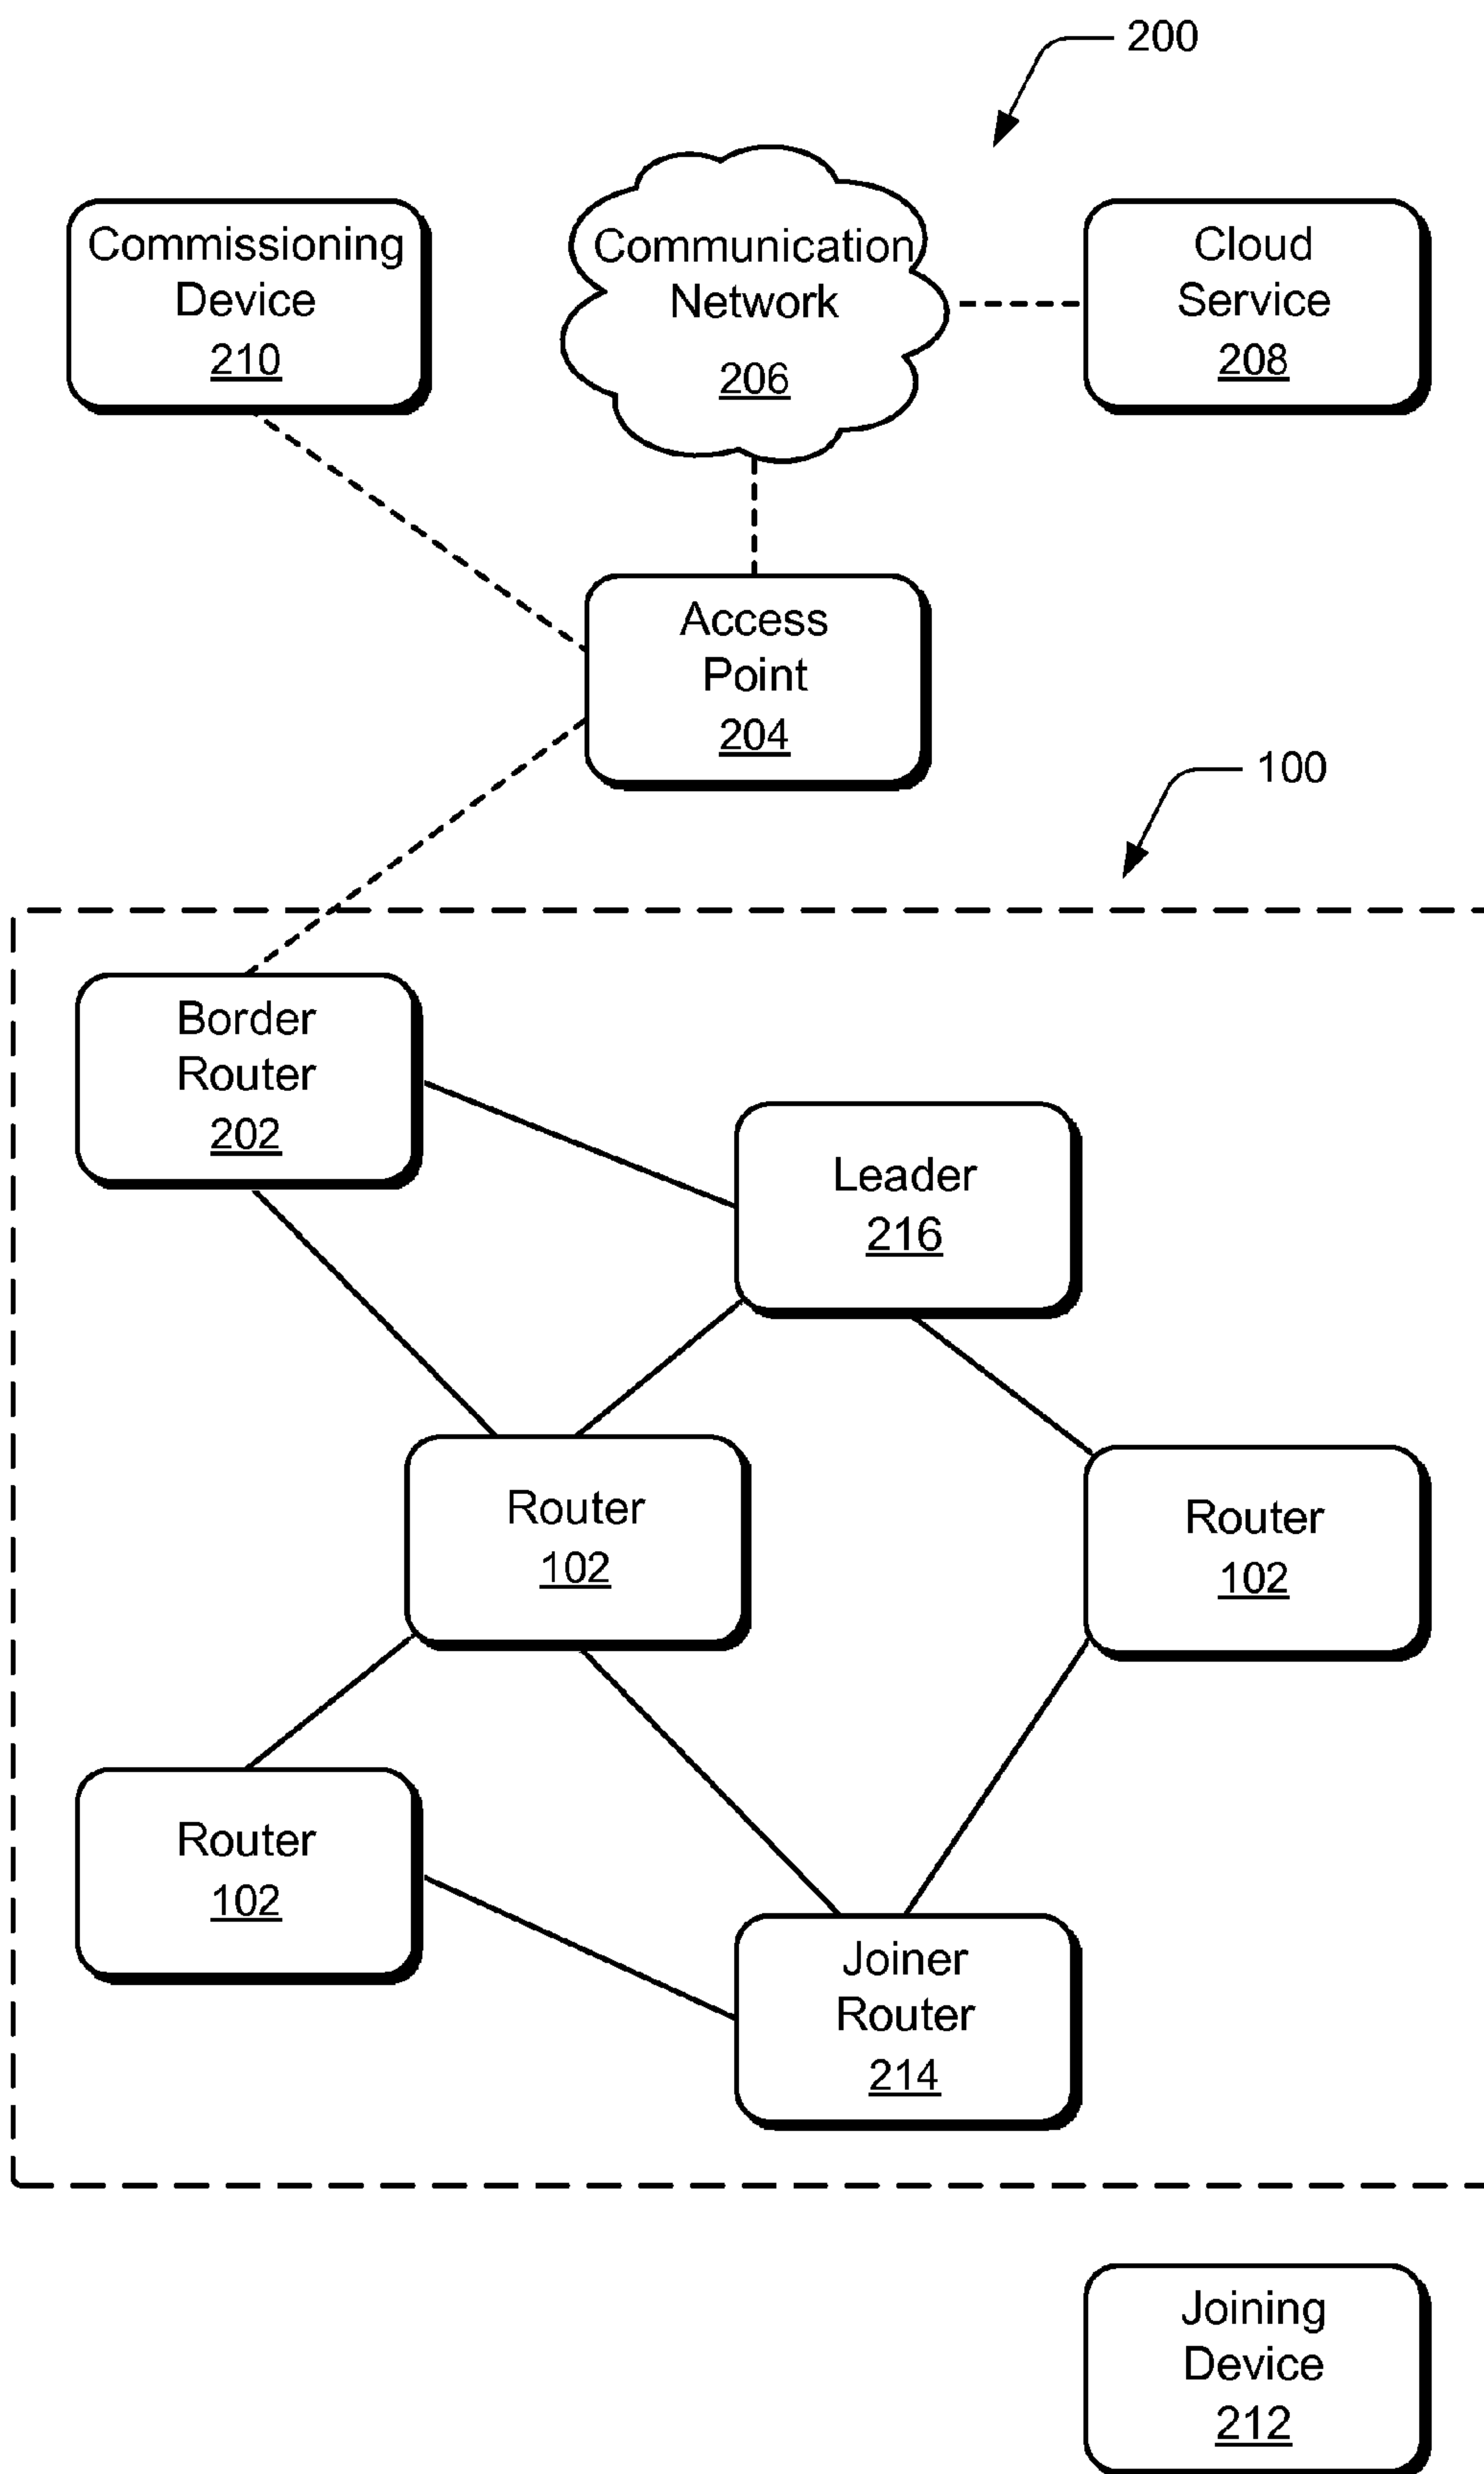 200
Commissioning
Device
210
Communication
Network
206
Cloud
Service
208
Access
Point
204
100
Border
Router
202
Leader
216
Router
102
Router
102
Router
102
Joiner
Router
214
Joining
Device
212